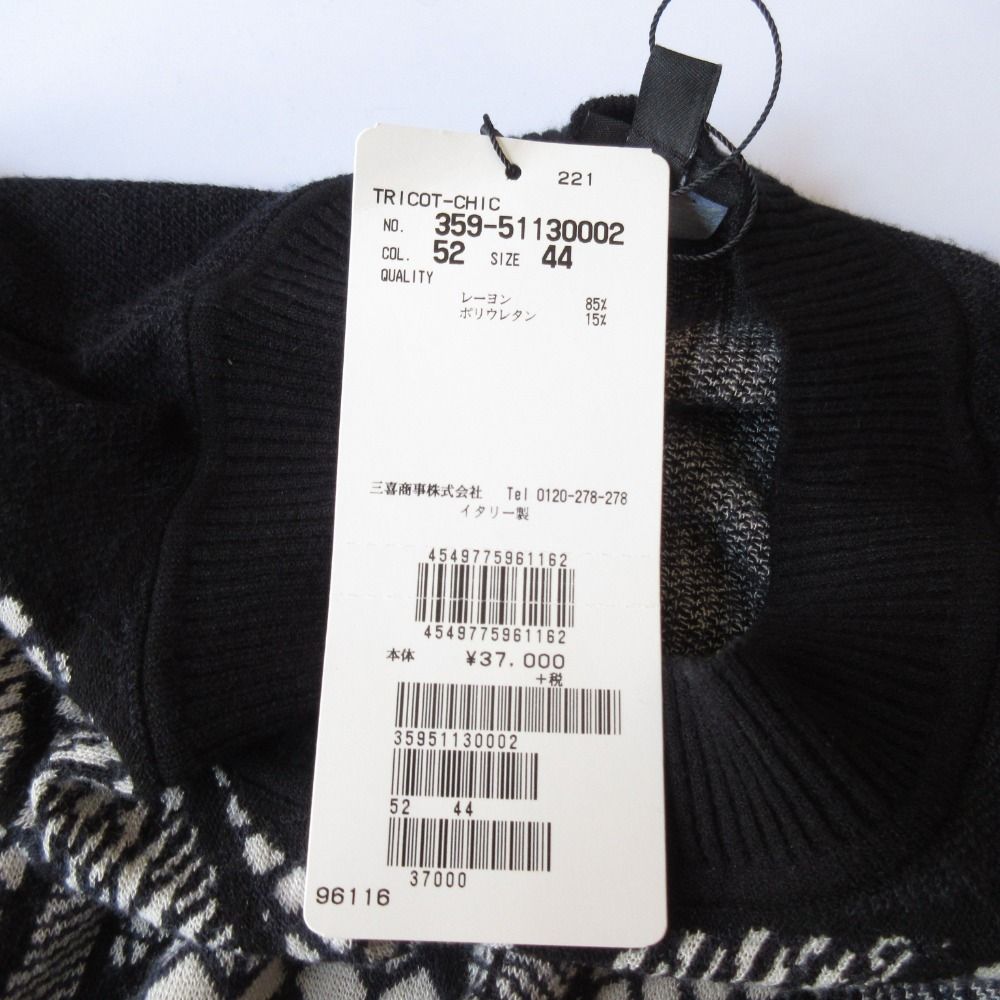 221
TRICOT-CHIC
NO. 359-51130002
COL. 52 SIZE 44
QUALITY
レーヨン 85%
ポリウレタン 15%
三喜商事株式会社 Tel 0120-278-278
イタリー製
4549775961162
4549775961162
本体 ¥37.000
+税
35951130002
52 44
37000
96116